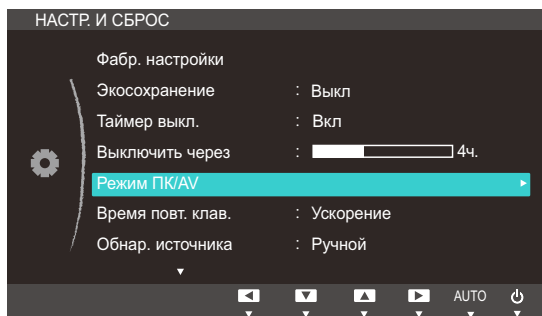 НАСТР. И СБРОС
Фабр. настройки
Экосохранение : Выкл
Таймер выкл. : Вкл
Выключить через : 4ч.
Режим ПК/AV
Время повт. клав. : Ускорение
Обнар. источника : Ручной
AUTO